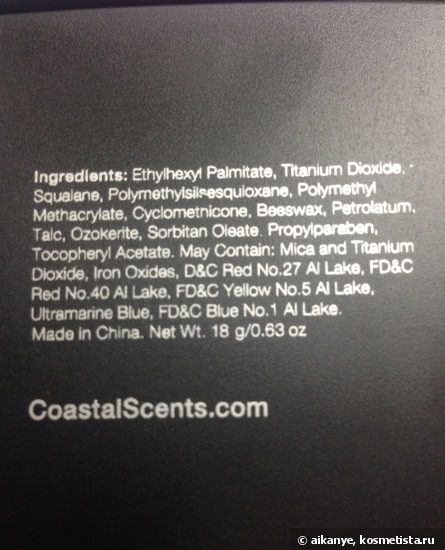 Ingredients: Ethylhexyl Palmitate, Titanium Dioxide,
Squalane, Polymethylsilsesquioxane, Polymethyl
Methacrylate, Cyclometnicone, Beeswax, Petrolatum,
Talc, Ozokerite, Sorbitan Oleate, Propylparaben,
Tocopheryl Acetate. May Contain: Mica and Titanium
Dioxide, Iron Oxides, D&C Red No.27 Al Lake, FD&C
Red No.40 Al Lake, FD&C Yellow No.5 Al Lake,
Ultramarine Blue, FD&C Blue No.1 Al Lake.
Made in China. Net Wt. 18 g/0.63 oz
CoastalScents.com
© aikanye, kosmetista.ru